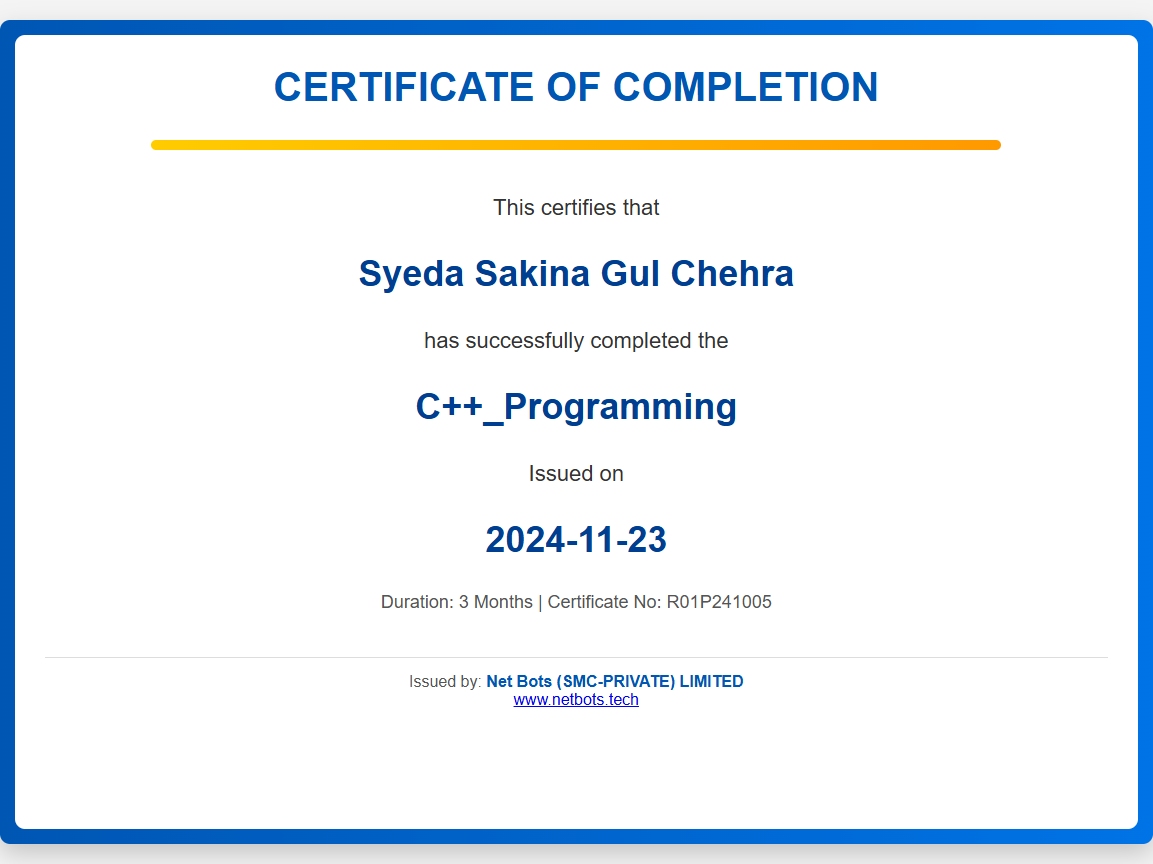 CERTIFICATE OF COMPLETION
This certifies that
Syeda Sakina Gul Chehra
has successfully completed the
C++_Programming
Issued on
2024-11-23
Duration: 3 Months | Certificate No: R01P241005
Issued by: Net Bots (SMC-PRIVATE) LIMITED
www.netbots.tech